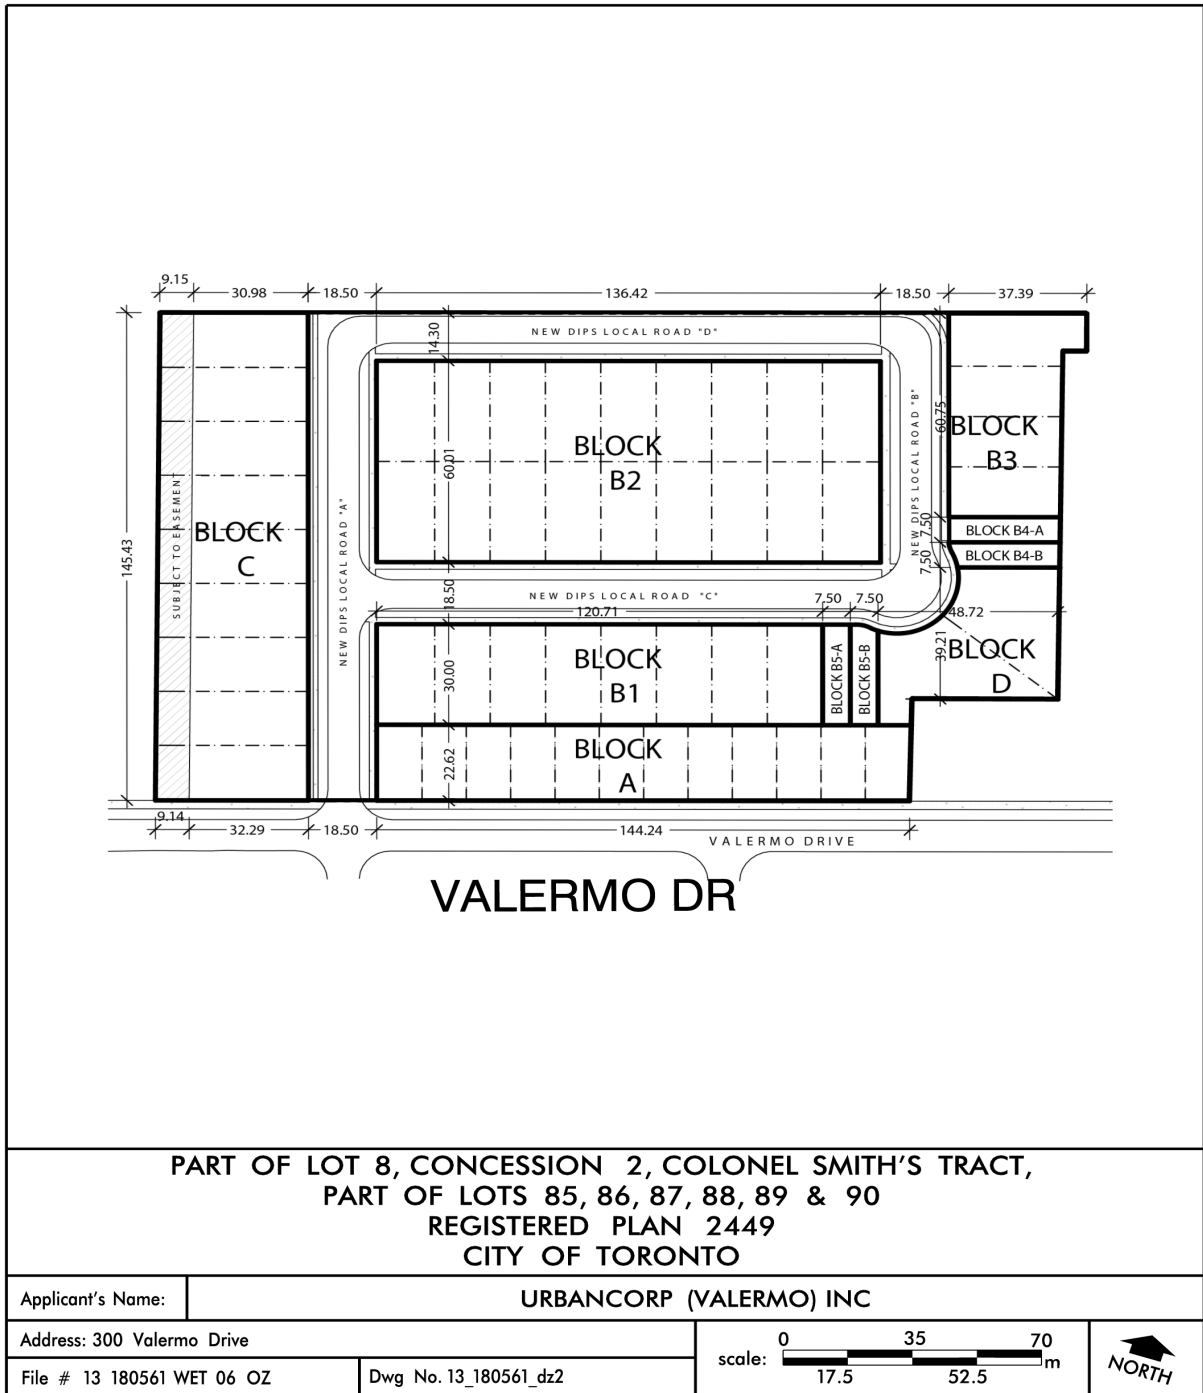 9.15
30.98
18.50
136.42
18.50
37.39
NEW DIPS LOCAL ROAD "D"
14.30
60.75
NEW DIPS LOCAL ROAD "B"
BLOCK
B3
BLOCK
B2
60.01
SUBJECT TO EASEMENT
NEW DIPS LOCAL ROAD "A"
BLOCK
C
145.43
7.50
BLOCK B4-A
7.50
BLOCK B4-B
18.50
NEW DIPS LOCAL ROAD "C"
120.71
7.50
7.50
48.72
39.21
BLOCK
D
BLOCK
B1
30.00
BLOCK B5-A
BLOCK B5-B
BLOCK
A
22.62
9.14
32.29
18.50
144.24
VALERMO DRIVE
VALERMO DR
PART OF LOT 8, CONCESSION 2, COLONEL SMITH'S TRACT,
PART OF LOTS 85, 86, 87, 88, 89 & 90
REGISTERED PLAN 2449
CITY OF TORONTO
Applicant's Name:
URBANCORP (VALERMO) INC
Address: 300 Valermo Drive
File # 13 180561 WET 06 OZ
Dwg No. 13_180561_dz2
scale:
0 35 70
m
17.5 52.5
NORTH